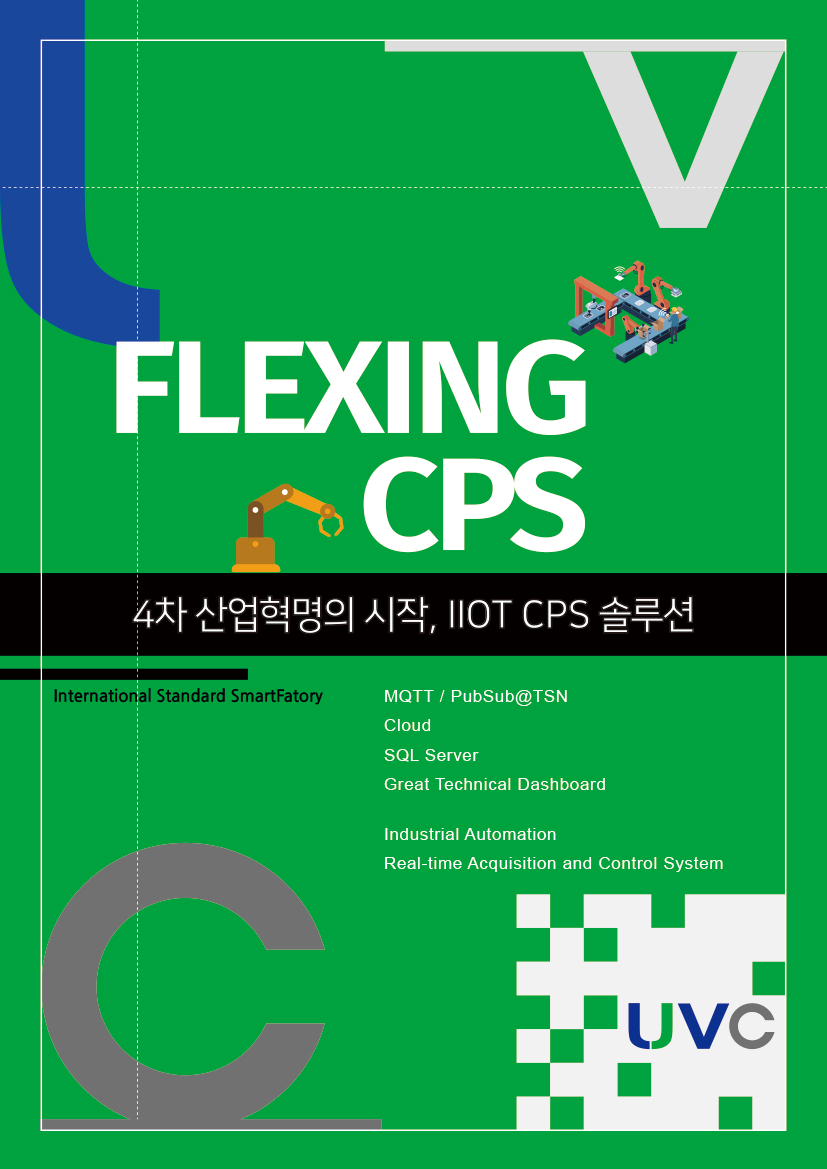 FLEXING
CPS
4차 산업혁명의 시작, IIOT CPS 솔루션
International Standard SmartFatory
MQTT / PubSub@TSN
Cloud
SQL Server
Great Technical Dashboard
Industrial Automation
Real-time Acquisition and Control System
UVC